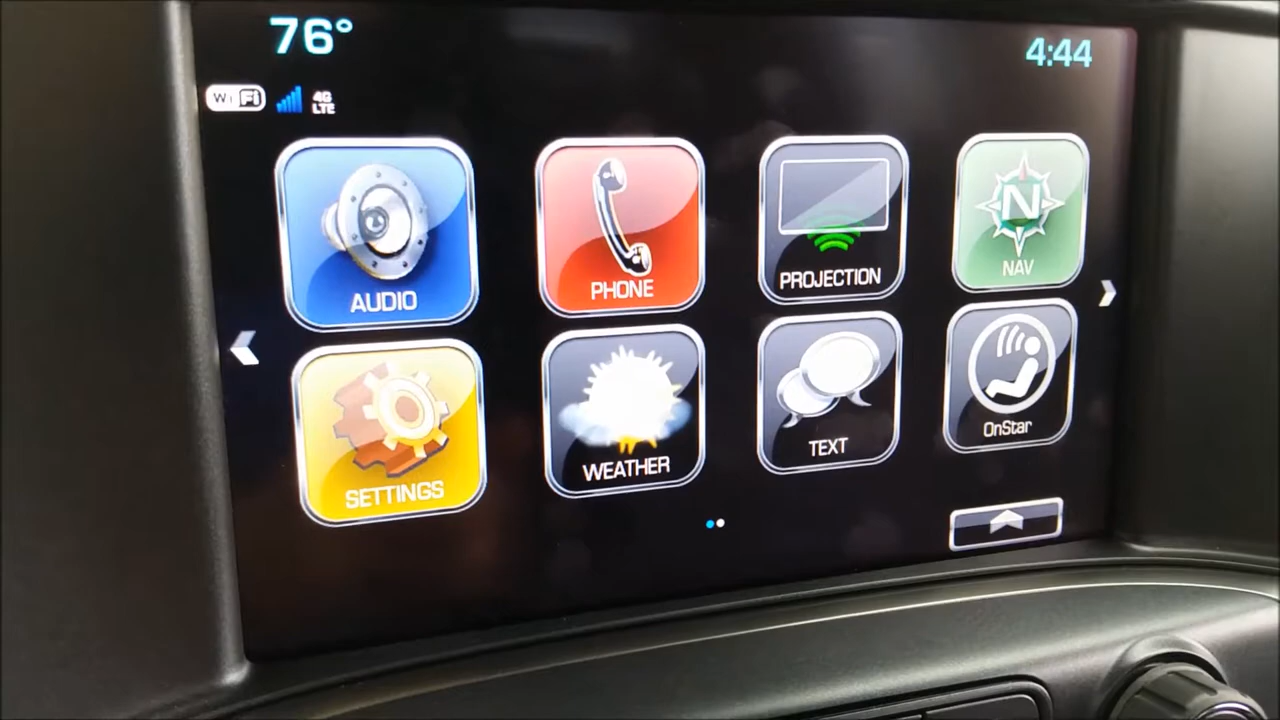 76°
4:44
WiFi
4G
LTE
AUDIO
PHONE
PROJECTION
N
NAV
SETTINGS
WEATHER
TEXT
OnStar